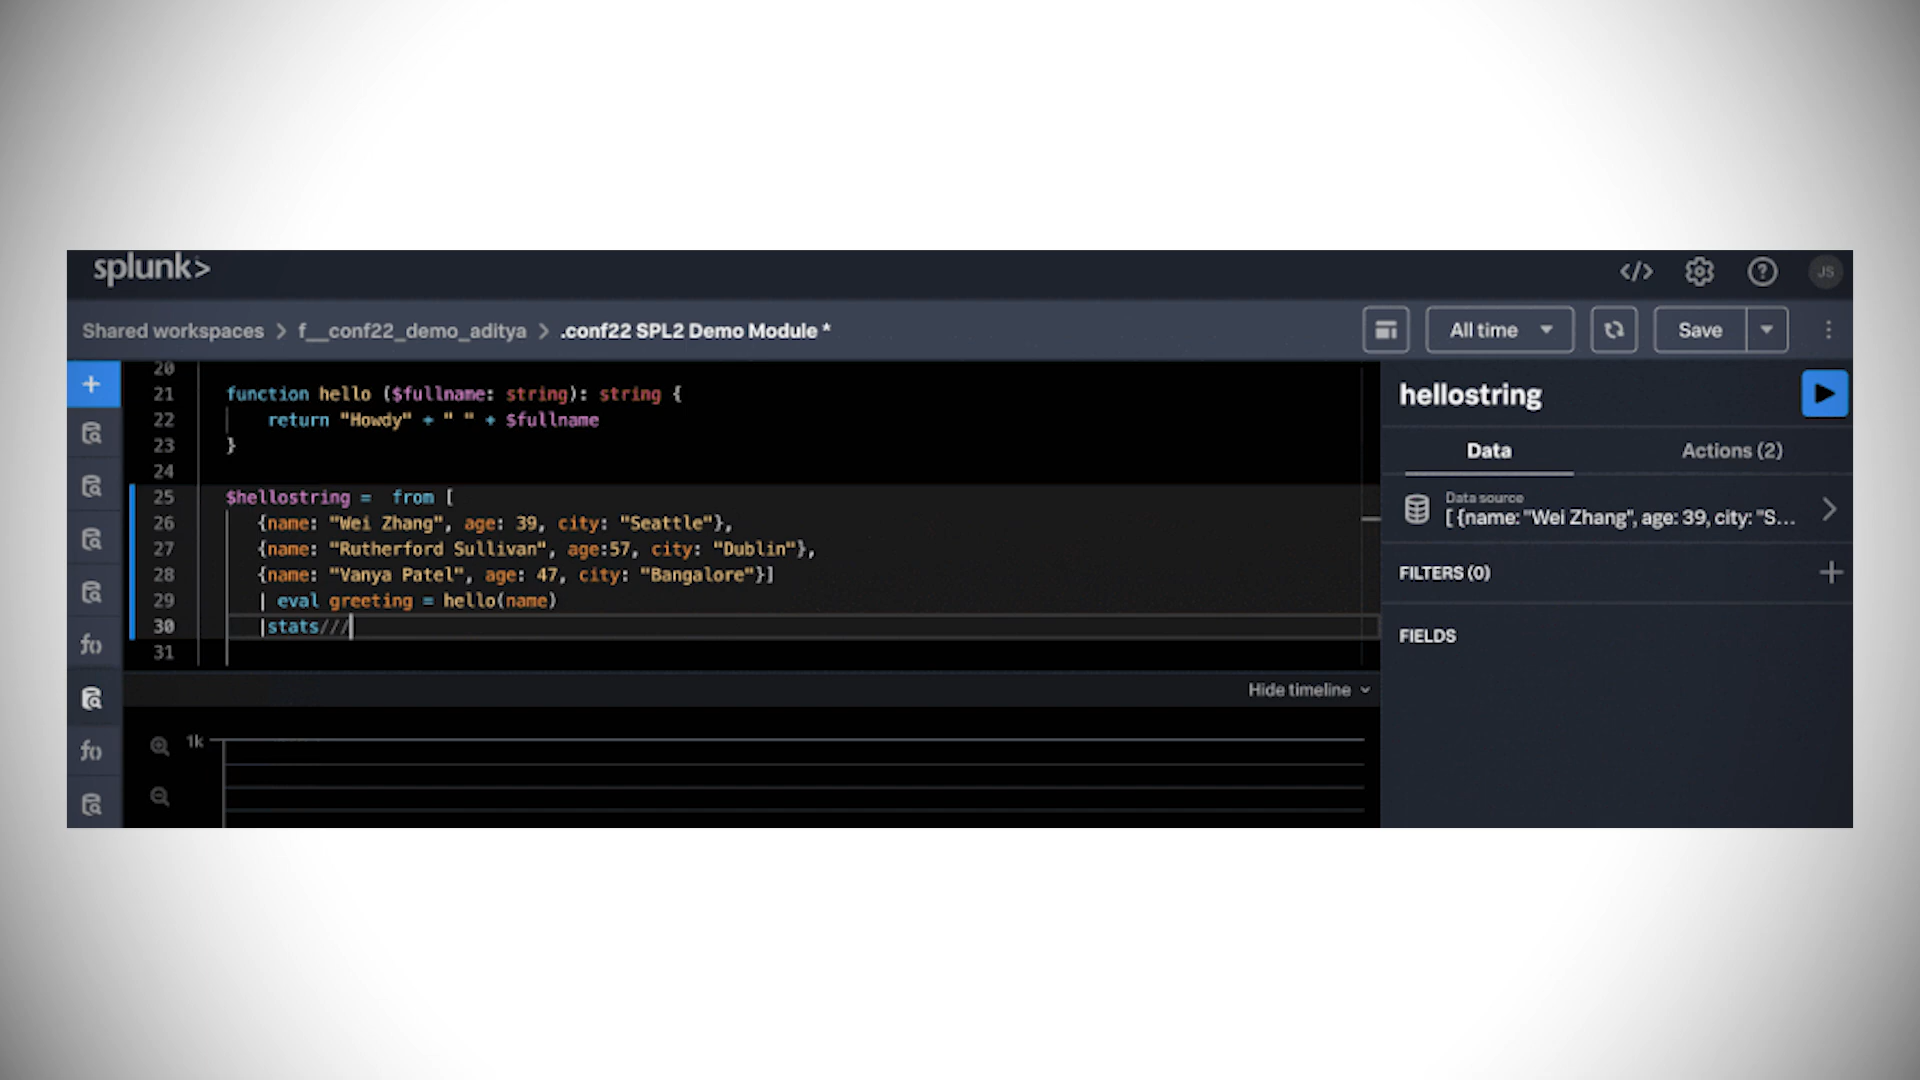 splunk>
</>
?
JS
Shared workspaces > f__conf22_demo_aditya > .conf22 SPL2 Demo Module *
All time
Save
+
20
21 function hello ($fullname: string): string {
22 return "Howdy" + " " + $fullname
23 }
24
25 $hellostring =  from [
26 {name: "Wei Zhang", age: 39, city: "Seattle"},
27 {name: "Rutherford Sullivan", age:57, city: "Dublin"},
28 {name: "Vanya Patel", age: 47, city: "Bangalore"}]
29 | eval greeting = hello(name)
30 |stats///
31
f()
f()
Hide timeline
1k
hellostring
Data
Actions (2)
Data source
[ {name: "Wei Zhang", age: 39, city: "S...
FILTERS (0)
+
FIELDS